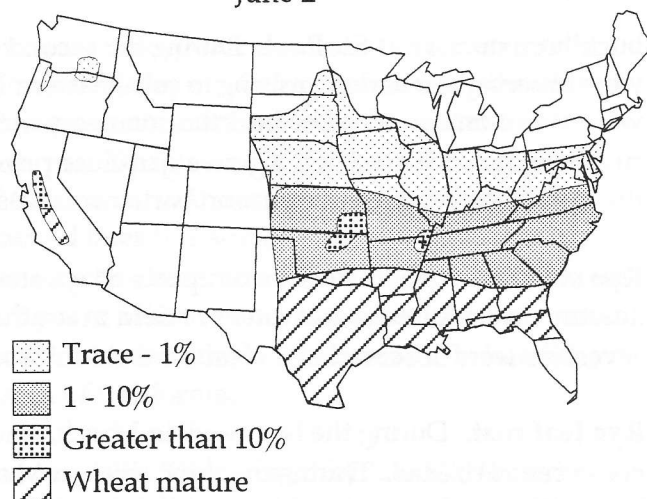 June 2
Trace - 1%
1 - 10%
Greater than 10%
Wheat mature